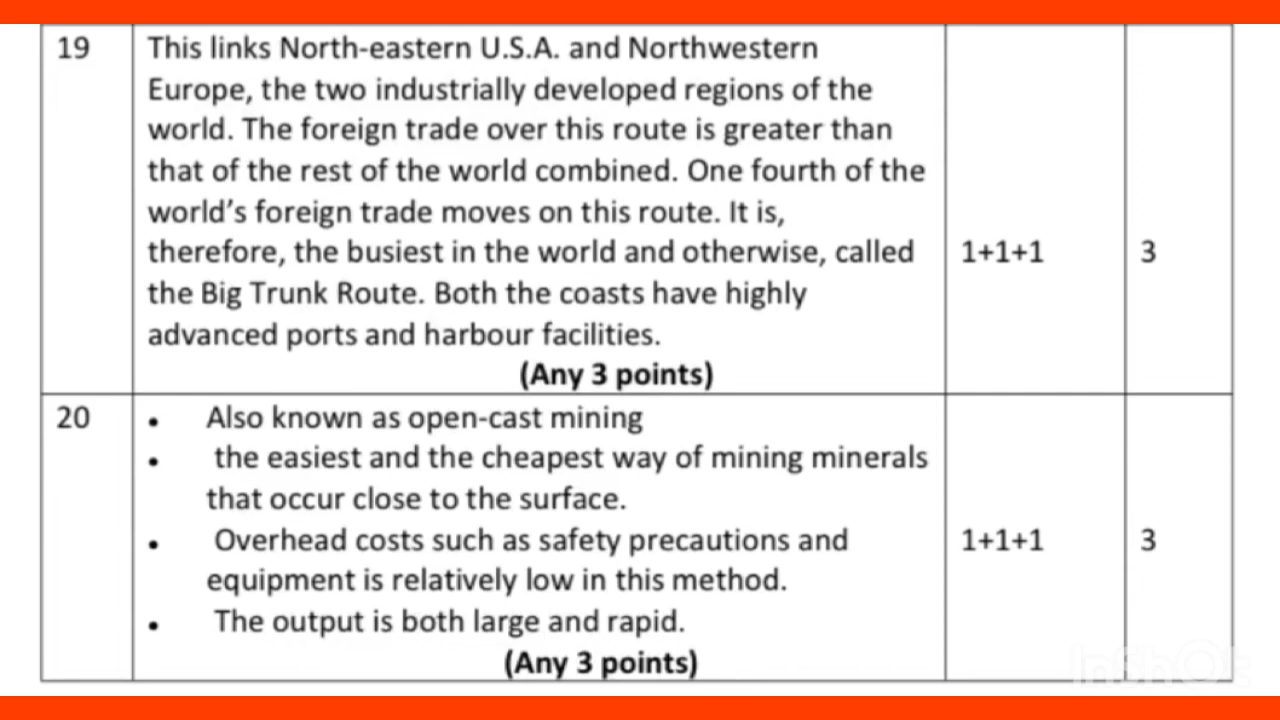 19 This links North-eastern U.S.A. and Northwestern
Europe, the two industrially developed regions of the
world. The foreign trade over this route is greater than
that of the rest of the world combined. One fourth of the
world's foreign trade moves on this route. It is,
therefore, the busiest in the world and otherwise, called 1+1+1 3
the Big Trunk Route. Both the coasts have highly
advanced ports and harbour facilities.
(Any 3 points)
20 • Also known as open-cast mining
• the easiest and the cheapest way of mining minerals
that occur close to the surface.
• Overhead costs such as safety precautions and 1+1+1 3
equipment is relatively low in this method.
• The output is both large and rapid.
(Any 3 points)
InShOt